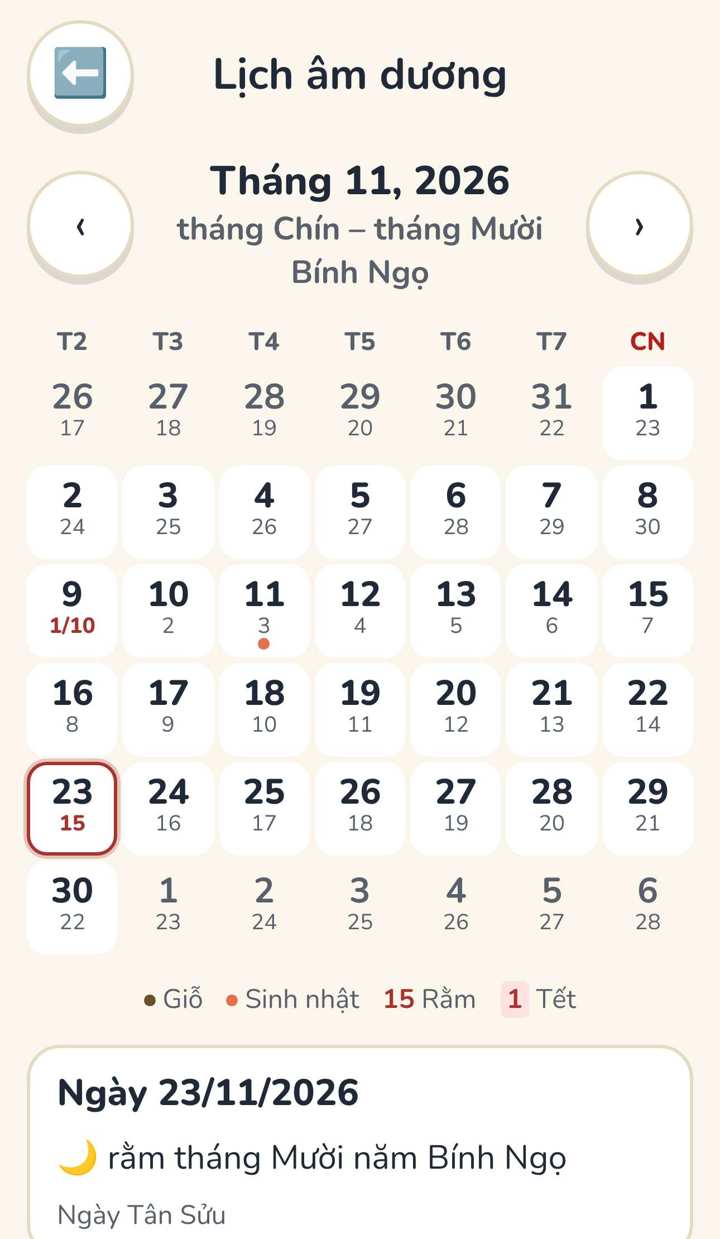 Lịch âm dương
‹
Tháng 11, 2026
tháng Chín – tháng Mười
Bính Ngọ
›
T2 T3 T4 T5 T6 T7 CN
26 27 28 29 30 31 1
17 18 19 20 21 22 23
2 3 4 5 6 7 8
24 25 26 27 28 29 30
9 10 11 12 13 14 15
1/10 2 3 4 5 6 7
16 17 18 19 20 21 22
8 9 10 11 12 13 14
23 24 25 26 27 28 29
15 16 17 18 19 20 21
30 1 2 3 4 5 6
22 23 24 25 26 27 28
Giỗ Sinh nhật 15 Rằm 1 Tết
Ngày 23/11/2026
🌙 rằm tháng Mười năm Bính Ngọ
Ngày Tân Sửu